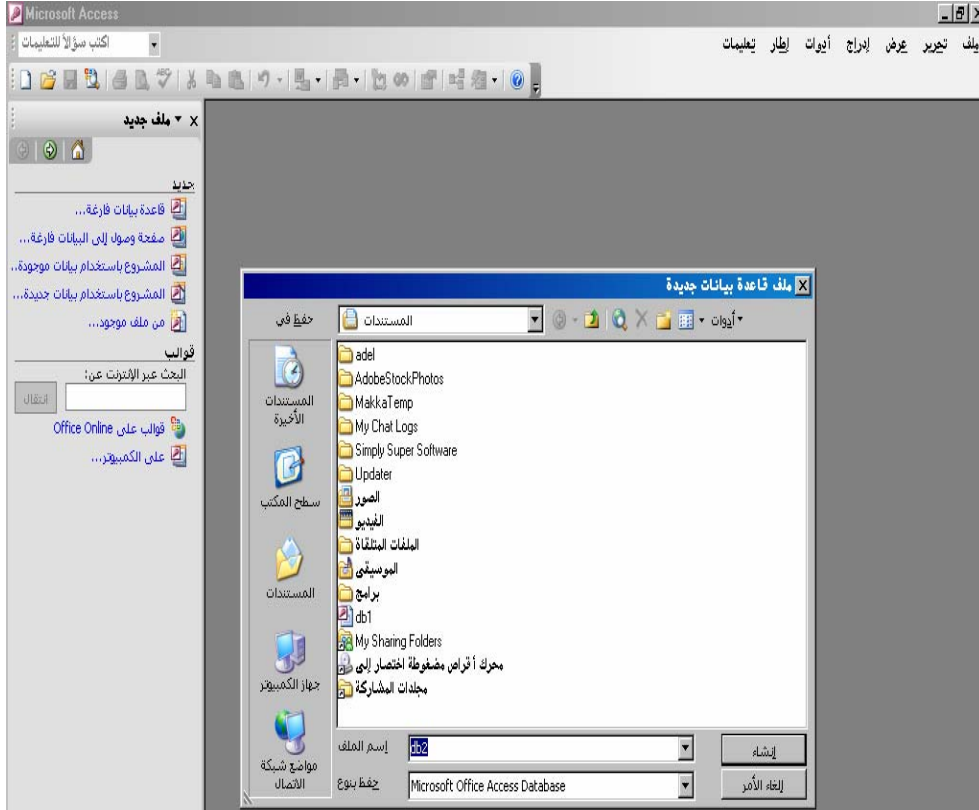 Microsoft Access
ملف تحرير عرض إدراج أدوات إطار تعليمات
اكتب سؤالاً للتعليمات
ملف جديد
جديد
قاعدة بيانات فارغة...
صفحة وصول إلى البيانات فارغة...
المشروع باستخدام بيانات موجودة...
المشروع باستخدام بيانات جديدة...
من ملف موجود...
قوالب
البحث عبر الإنترنت عن:
انتقال
قوالب على Office Online
على الكمبيوتر...
ملف قاعدة بيانات جديدة
حفظ في
المستندات
أدوات
المستندات الأخيرة
سطح المكتب
المستندات
جهاز الكمبيوتر
مواضع شبكة الاتصال
adel
AdobeStockPhotos
MakkaTemp
My Chat Logs
Simply Super Software
Updater
الصور
الفيديو
الملفات المتلقاة
الموسيقى
برامج
db1
My Sharing Folders
محرك أقراص مضغوطة اختصار إلى
مجلدات المشاركة
إسم الملف
db2
إنشاء
حفظ بنوع
Microsoft Office Access Database
إلغاء الأمر